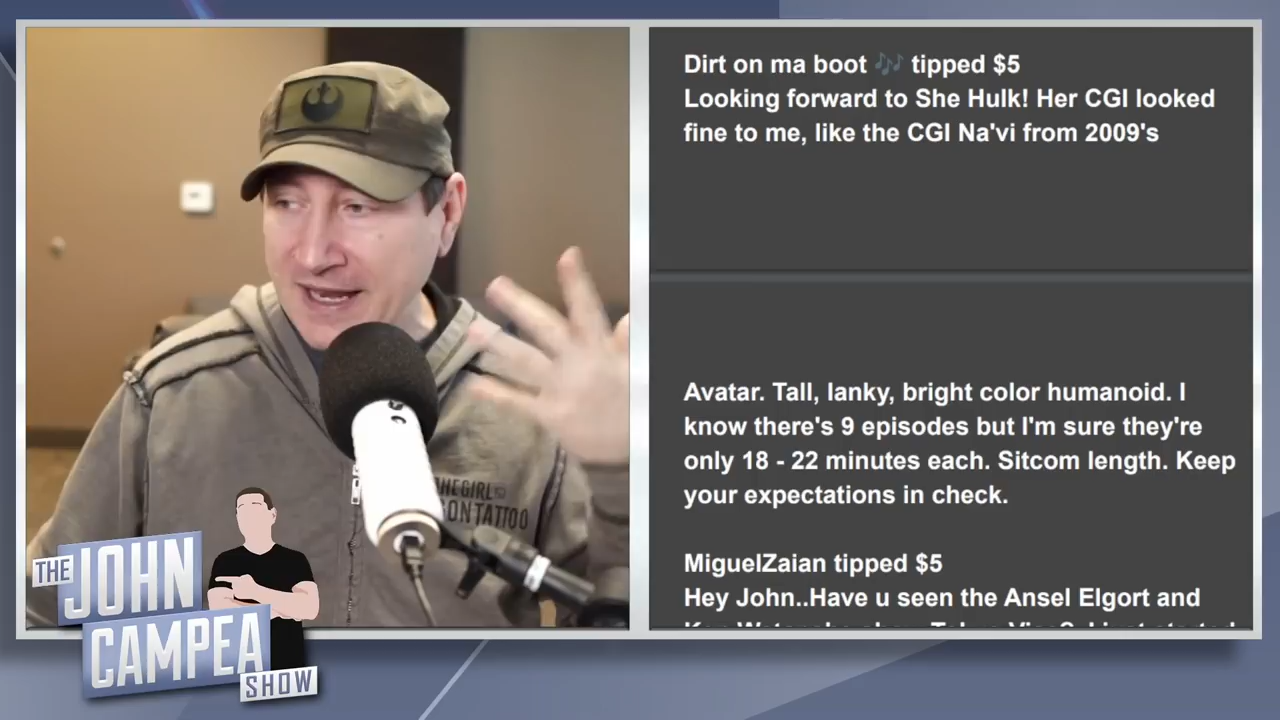 Dirt on ma boot 🎶 tipped $5
Looking forward to She Hulk! Her CGI looked
fine to me, like the CGI Na'vi from 2009's
Avatar. Tall, lanky, bright color humanoid. I
know there's 9 episodes but I'm sure they're
only 18 - 22 minutes each. Sitcom length. Keep
your expectations in check.
MiguelZaian tipped $5
Hey John..Have u seen the Ansel Elgort and
THE
JOHN
CAMPEA
SHOW